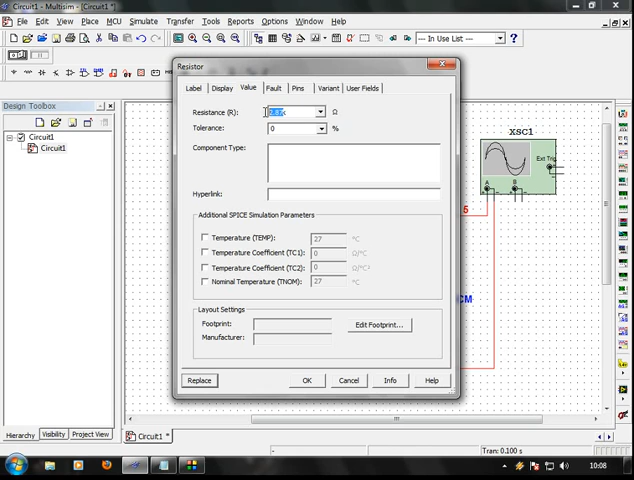 Circuit1 - Multisim - [Circuit1 *]
File Edit View Place MCU Simulate Transfer Tools Reports Options Window Help
--- In Use List ---
Design Toolbox
Circuit1
Circuit1
Hierarchy Visibility Project View
Circuit1 *
Resistor
Label Display Value Fault Pins Variant User Fields
Resistance (R): Ω
Tolerance: 0 %
Component Type:
Hyperlink:
Additional SPICE Simulation Parameters
Temperature (TEMP): 27 °C
Temperature Coefficient (TC1): 0 Ω/°C
Temperature Coefficient (TC2): 0 Ω/°C²
Nominal Temperature (TNOM): 27 °C
Layout Settings
Footprint:
Manufacturer:
Edit Footprint...
Replace OK Cancel Info Help
XSC1
Ext Trig
A B
5
CM
- Tran: 0.100 s
10:08